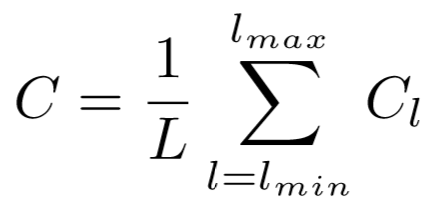 C = \frac{1}{L} \sum_{l=l_{min}}^{l_{max}} C_l